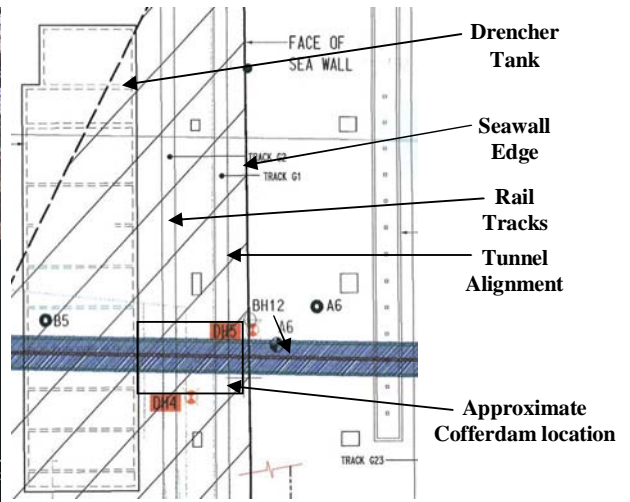 FACE OF
SEA WALL
TRACK G2
TRACK G1
BH12
A6
A6
B5
DH5
DH4
TRACK G23
Drencher
Tank
Seawall
Edge
Rail
Tracks
Tunnel
Alignment
Approximate
Cofferdam location